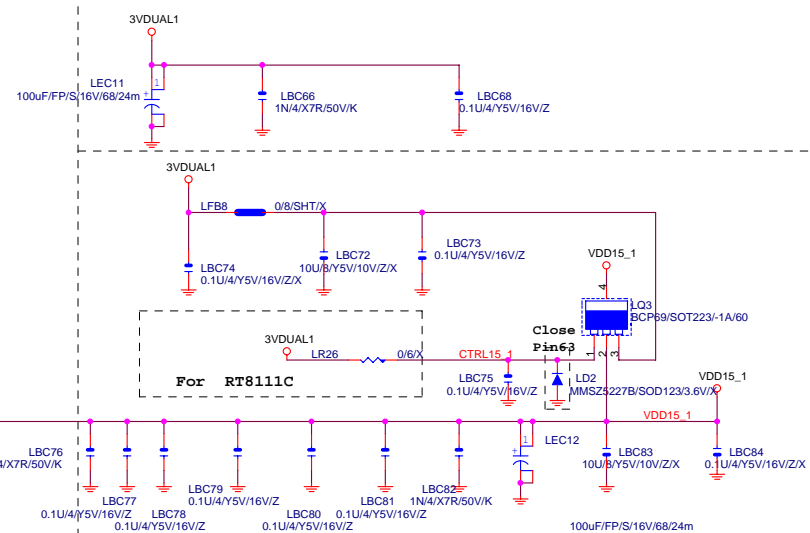 3VDUAL1
LEC11
100uF/FP/S/16V/68/24m
1
+
LBC66
1N/4/X7R/50V/K
LBC68
0.1U/4/Y5V/16V/Z
3VDUAL1
LFB8
0/8/SHT/X
LBC74
0.1U/4/Y5V/16V/Z/X
LBC72
10U/8/Y5V/10V/Z/X
LBC73
0.1U/4/Y5V/16V/Z
VDD15_1
4
LQ3
BCP69/SOT223/-1A/60
1
2
3
Close
Pin63
3VDUAL1
LR26
0/6/X
CTRL15_1
For RT8111C
LBC75
0.1U/4/Y5V/16V/Z
LD2
MMSZ5227B/SOD123/3.6V/X
VDD15_1
VDD15_1
LBC76
4/X7R/50V/K
LBC77
0.1U/4/Y5V/16V/Z
LBC78
0.1U/4/Y5V/16V/Z
LBC79
0.1U/4/Y5V/16V/Z
LBC80
0.1U/4/Y5V/16V/Z
LBC81
0.1U/4/Y5V/16V/Z
LBC82
1N/4/X7R/50V/K
1
+
LEC12
100uF/FP/S/16V/68/24m
LBC83
10U/8/Y5V/10V/Z/X
LBC84
0.1U/4/Y5V/16V/Z/X